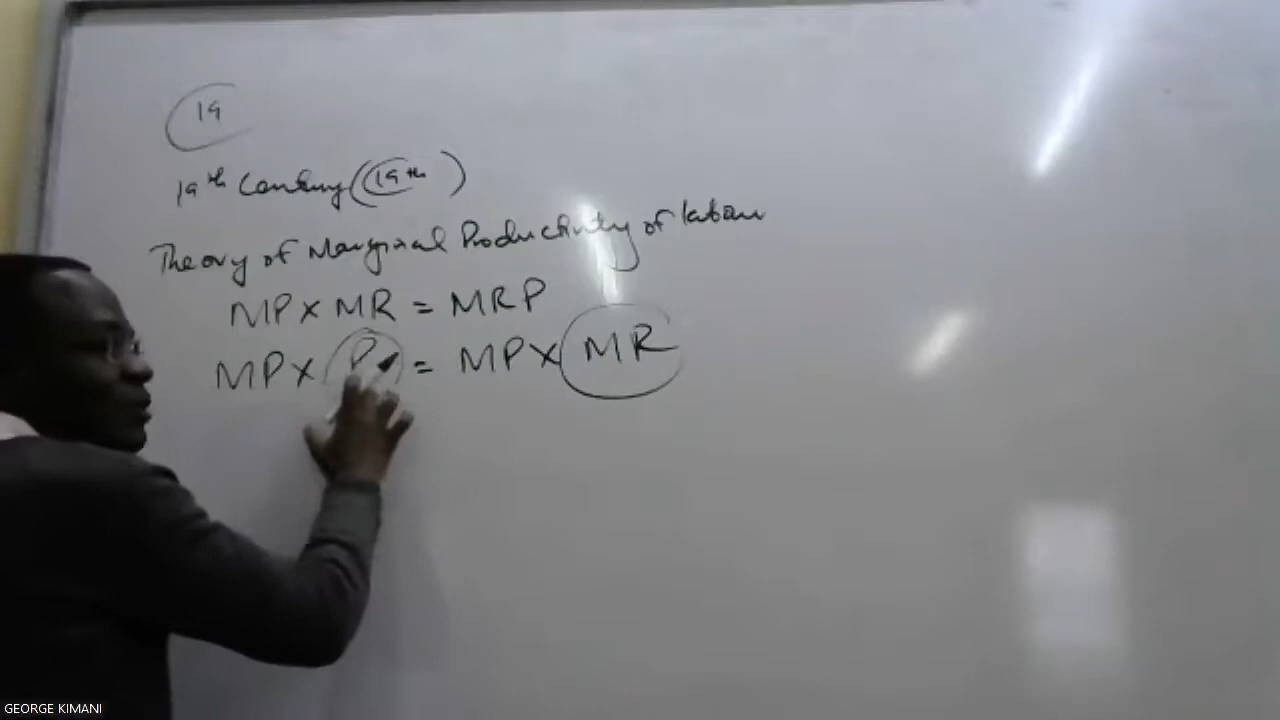 19
19th Century (19th)
Theory of Marginal Productivity of labour
MP x MR = MRP
MP x P = MP x MR
GEORGE KIMANI